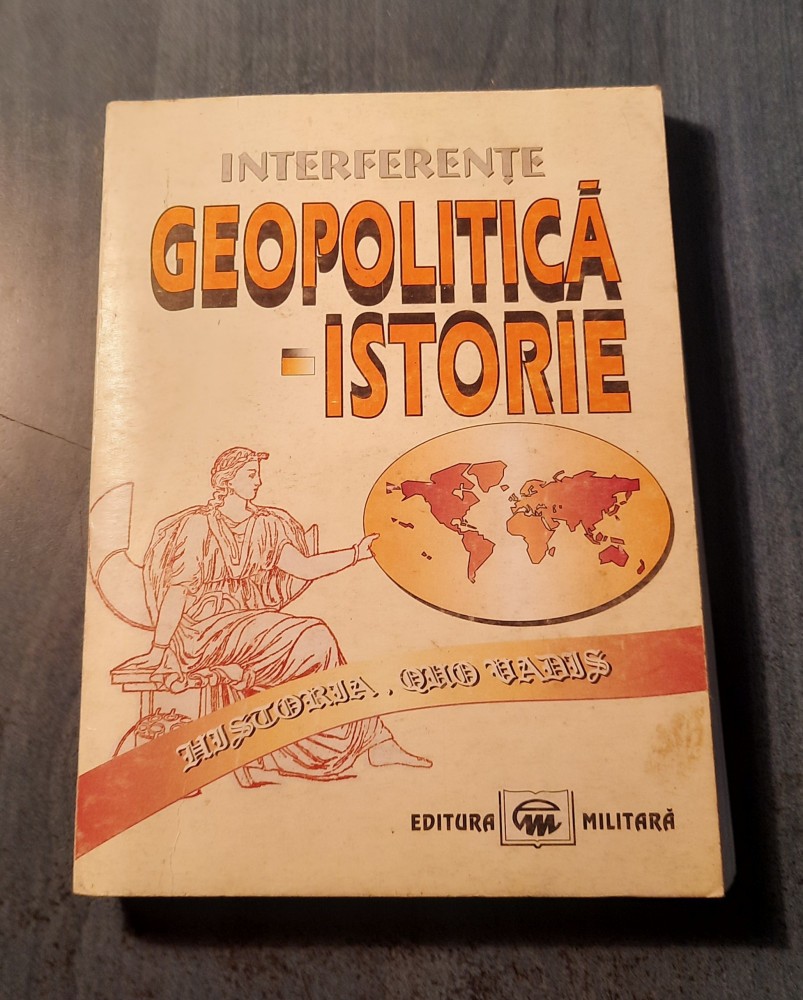 INTERFERENȚE
GEOPOLITICĂ
-ISTORIE
HISTORIA, QUO VADIS
EDITURA MILITARĂ